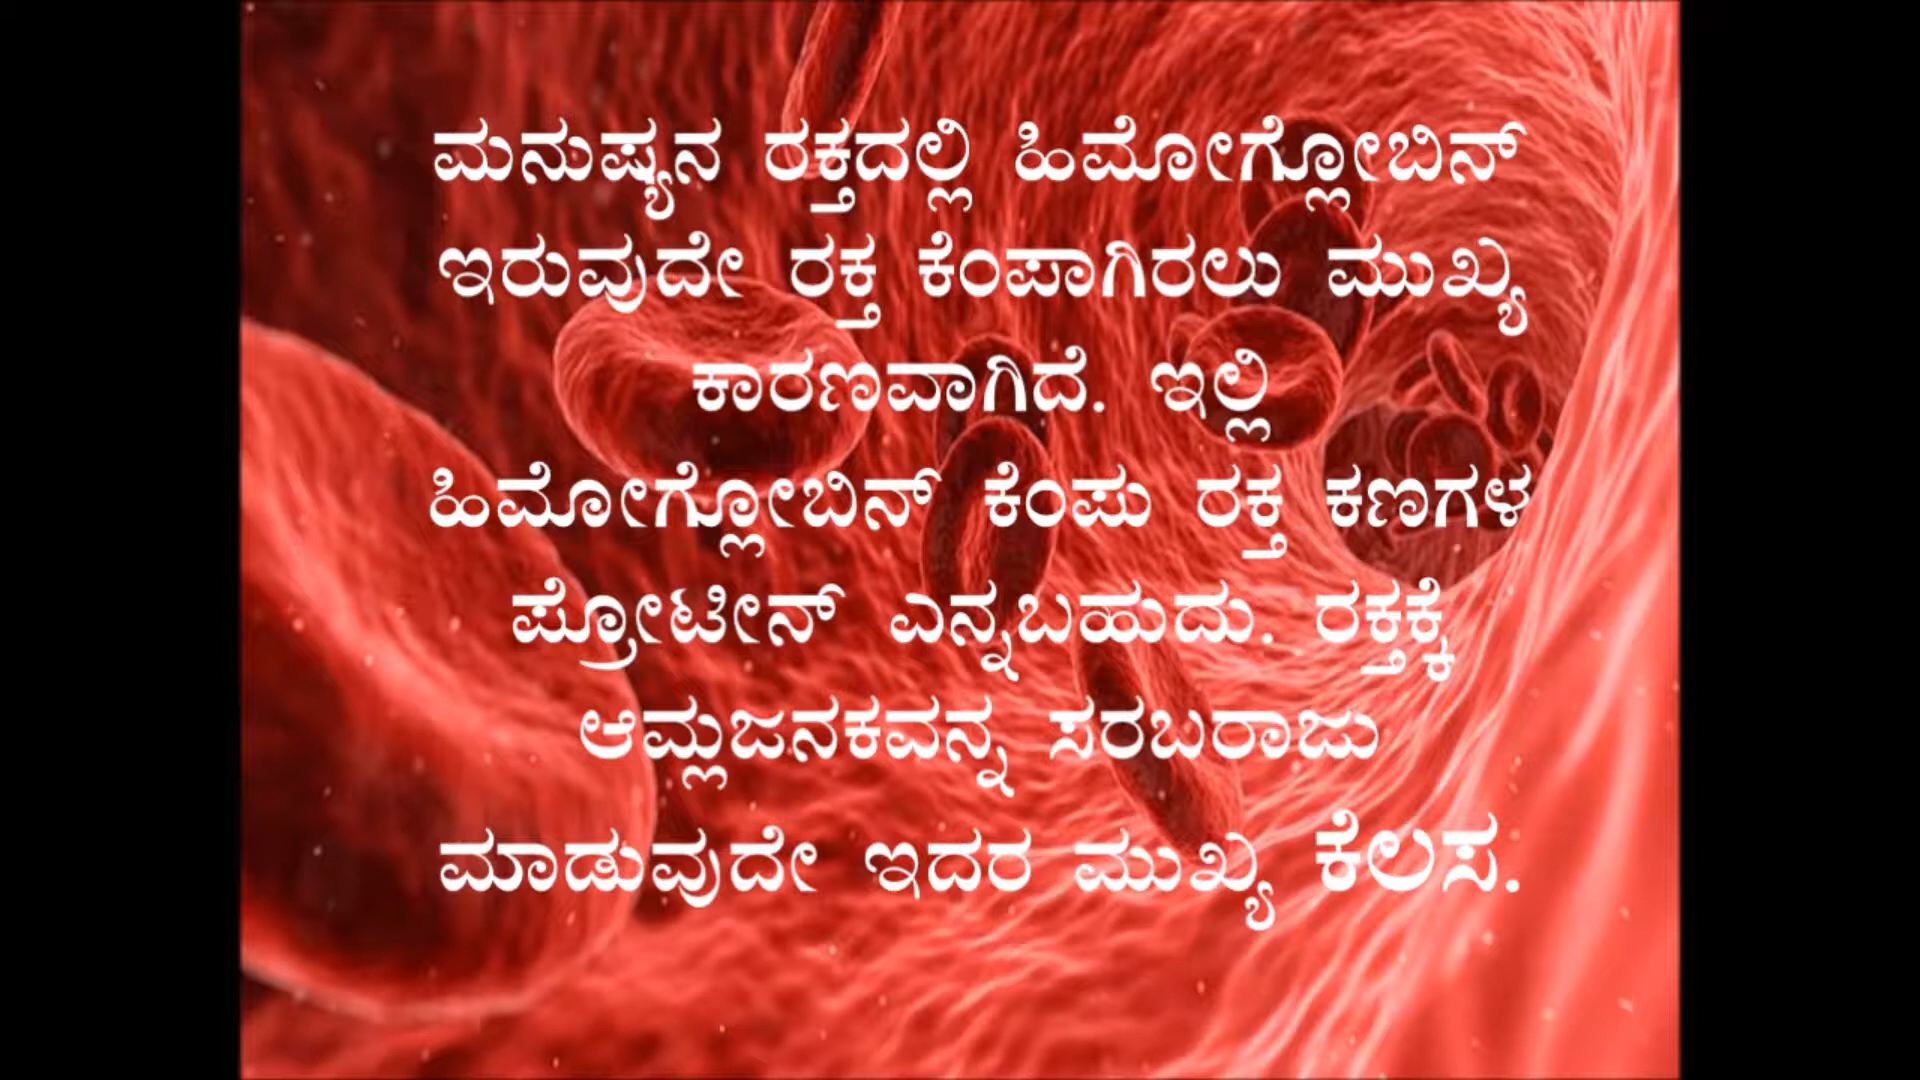 ಮನುಷ್ಯನ ರಕ್ತದಲ್ಲಿ ಹಿಮೋಗ್ಲೋಬಿನ್
ಇರುವುದೇ ರಕ್ತ ಕೆಂಪಾಗಿರಲು ಮುಖ್ಯ
ಕಾರಣವಾಗಿದೆ. ಇಲ್ಲಿ
ಹಿಮೋಗ್ಲೋಬಿನ್ ಕೆಂಪು ರಕ್ತ ಕಣಗಳ
ಪ್ರೋಟೀನ್ ಎನ್ನಬಹುದು. ರಕ್ತಕ್ಕೆ
ಆಮ್ಲಜನಕವನ್ನ ಸರಬರಾಜು
ಮಾಡುವುದೇ ಇದರ ಮುಖ್ಯ ಕೆಲಸ.